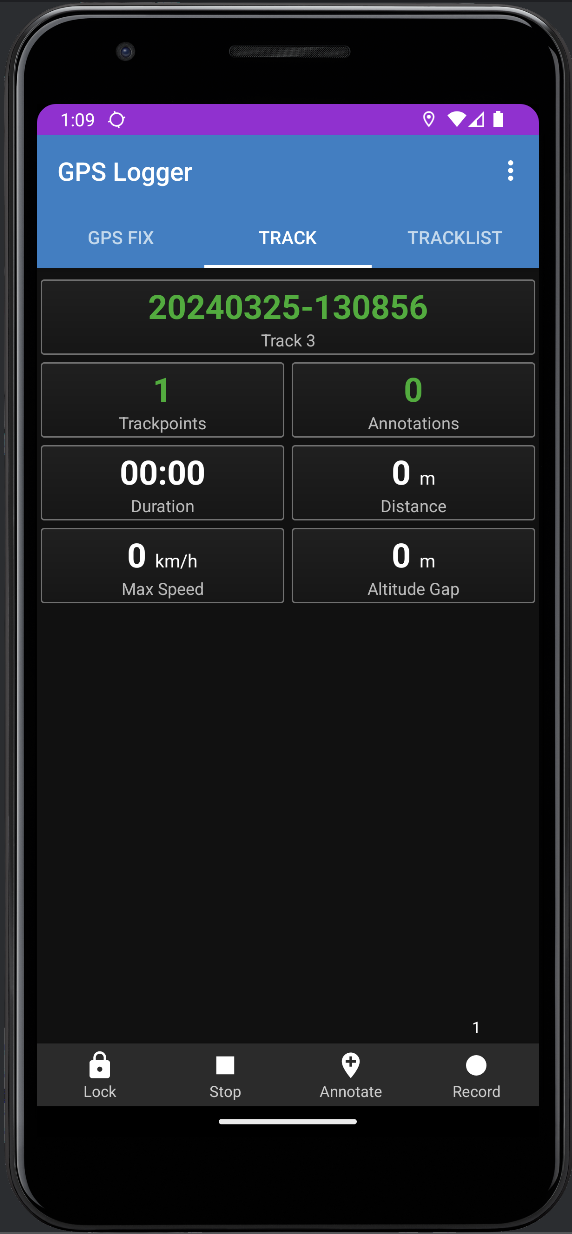 1:09
GPS Logger
GPS FIX TRACK TRACKLIST
20240325-130856
Track 3
1 0
Trackpoints Annotations
00:00 0 m
Duration Distance
0 km/h 0 m
Max Speed Altitude Gap
1
Lock Stop Annotate Record